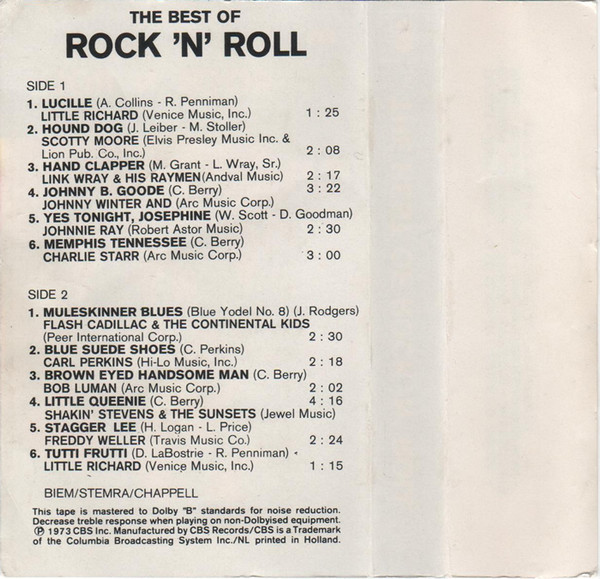 THE BEST OF
ROCK 'N' ROLL
SIDE 1
1. LUCILLE (A. Collins - R. Penniman)
LITTLE RICHARD (Venice Music, Inc.) 1 : 25
2. HOUND DOG (J. Leiber - M. Stoller)
SCOTTY MOORE (Elvis Presley Music Inc. &
Lion Pub. Co., Inc.) 2 : 08
3. HAND CLAPPER (M. Grant - L. Wray, Sr.)
LINK WRAY & HIS RAYMEN(Andval Music) 2 : 17
4. JOHNNY B. GOODE (C. Berry) 3 : 22
JOHNNY WINTER AND (Arc Music Corp.)
5. YES TONIGHT, JOSEPHINE (W. Scott - D. Goodman)
JOHNNIE RAY (Robert Astor Music) 2 : 30
6. MEMPHIS TENNESSEE (C. Berry)
CHARLIE STARR (Arc Music Corp.) 3 : 00
SIDE 2
1. MULESKINNER BLUES (Blue Yodel No. 8) (J. Rodgers)
FLASH CADILLAC & THE CONTINENTAL KIDS
(Peer International Corp.) 2 : 30
2. BLUE SUEDE SHOES (C. Perkins)
CARL PERKINS (Hi-Lo Music, Inc.) 2 : 18
3. BROWN EYED HANDSOME MAN (C. Berry)
BOB LUMAN (Arc Music Corp.) 2 : 02
4. LITTLE QUEENIE (C. Berry) 4 : 16
SHAKIN' STEVENS & THE SUNSETS (Jewel Music)
5. STAGGER LEE (H. Logan - L. Price)
FREDDY WELLER (Travis Music Co.) 2 : 24
6. TUTTI FRUTTI (D. LaBostrie - R. Penniman)
LITTLE RICHARD (Venice Music, Inc.) 1 : 15
BIEM/STEMRA/CHAPPELL
This tape is mastered to Dolby "B" standards for noise reduction.
Decrease treble response when playing on non-Dolbyised equipment.
℗ 1973 CBS Inc. Manufactured by CBS Records/CBS is a Trademark
of the Columbia Broadcasting System Inc./NL printed in Holland.